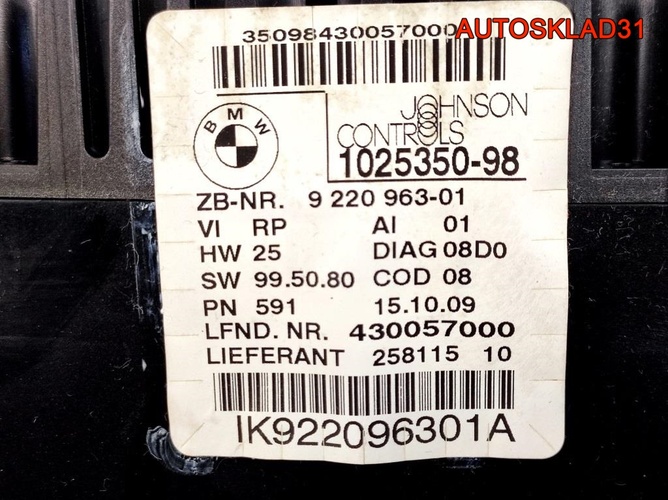 AUTOSKLAD31
35098430057000
BMW
JOHNSON
CONTROLS
1025350-98
ZB-NR. 9 220 963-01
VI RP AI 01
HW 25 DIAG 08D0
SW 99.50.80 COD 08
PN 591 15.10.09
LFND. NR. 430057000
LIEFERANT 258115 10
IK922096301A